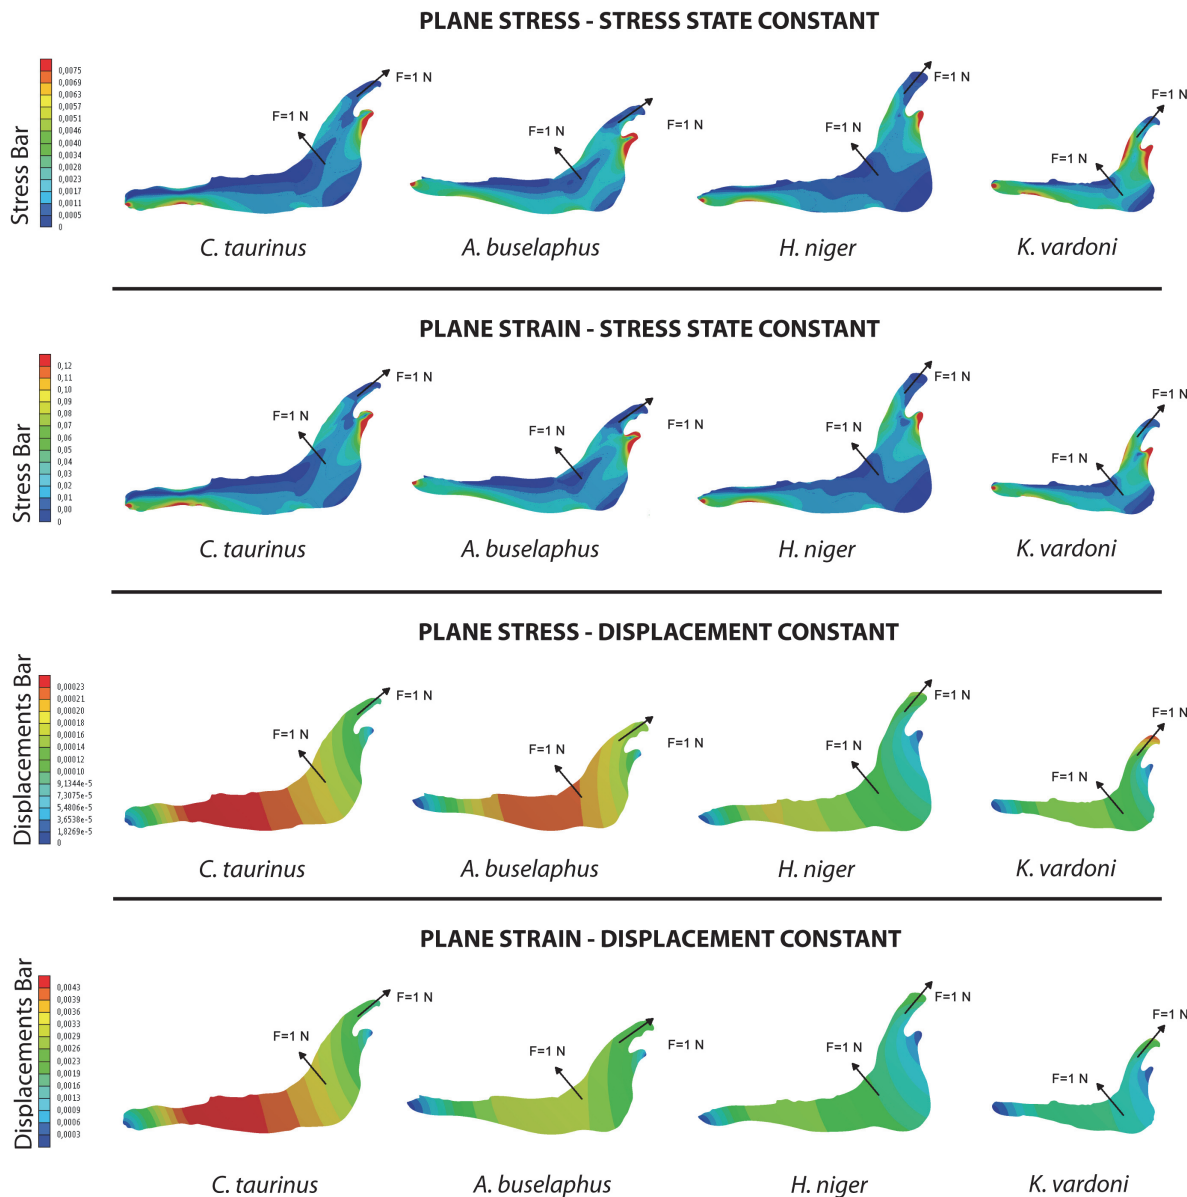 PLANE STRESS - STRESS STATE CONSTANT
Stress Bar
0,0075
0,0069
0,0063
0,0057
0,0051
0,0046
0,0040
0,0034
0,0028
0,0023
0,0017
0,0011
0,0005
0
F=1 N
F=1 N
F=1 N
F=1 N
F=1 N
F=1 N
F=1 N
F=1 N
C. taurinus
A. buselaphus
H. niger
K. vardoni
PLANE STRAIN - STRESS STATE CONSTANT
Stress Bar
0,12
0,11
0,10
0,09
0,08
0,07
0,06
0,05
0,04
0,03
0,02
0,01
0,00
0
F=1 N
F=1 N
F=1 N
F=1 N
F=1 N
F=1 N
F=1 N
F=1 N
C. taurinus
A. buselaphus
H. niger
K. vardoni
PLANE STRESS - DISPLACEMENT CONSTANT
Displacements Bar
0,00023
0,00021
0,00020
0,00018
0,00016
0,00014
0,00012
0,00010
9,1344e-5
7,3075e-5
5,4806e-5
3,6538e-5
1,8269e-5
0
F=1 N
F=1 N
F=1 N
F=1 N
F=1 N
F=1 N
F=1 N
F=1 N
C. taurinus
A. buselaphus
H. niger
K. vardoni
PLANE STRAIN - DISPLACEMENT CONSTANT
Displacements Bar
0,0043
0,0039
0,0036
0,0033
0,0029
0,0026
0,0023
0,0019
0,0016
0,0013
0,0009
0,0006
0,0003
F=1 N
F=1 N
F=1 N
F=1 N
F=1 N
F=1 N
F=1 N
F=1 N
C. taurinus
A. buselaphus
H. niger
K. vardoni